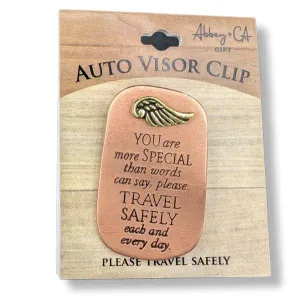 Abbey + CA
GIFT
AUTO VISOR CLIP
YOU are
more SPECIAL
than words
can say, please
TRAVEL
SAFELY
each and
every day.
PLEASE TRAVEL SAFELY